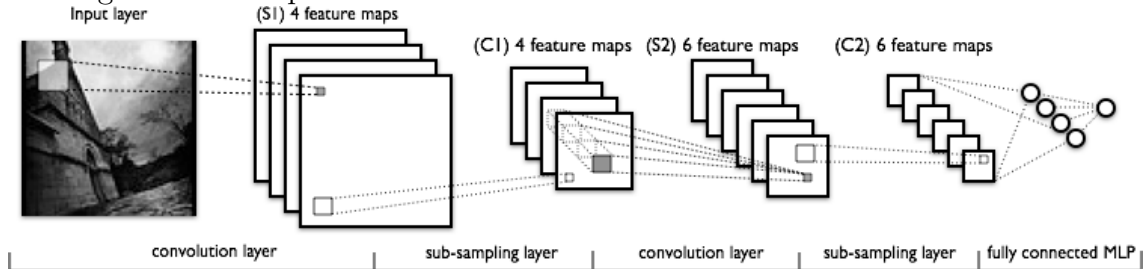 Input layer
(S1) 4 feature maps
(C1) 4 feature maps
(S2) 6 feature maps
(C2) 6 feature maps
convolution layer
sub-sampling layer
convolution layer
sub-sampling layer
fully connected MLP